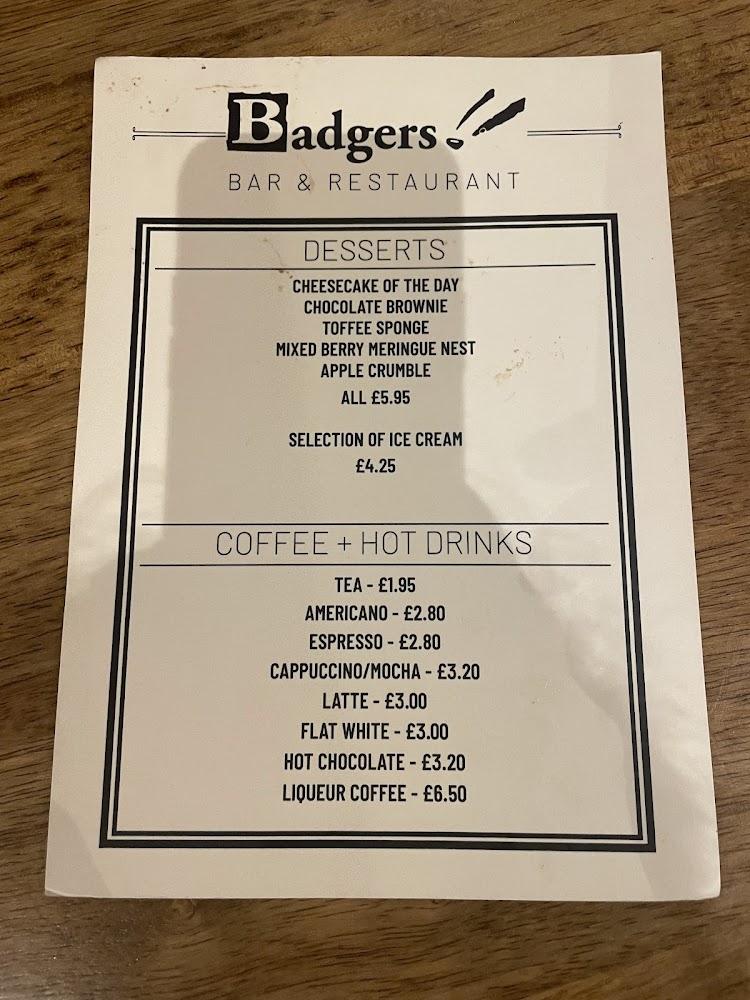 Badgers
BAR & RESTAURANT
DESSERTS
CHEESECAKE OF THE DAY
CHOCOLATE BROWNIE
TOFFEE SPONGE
MIXED BERRY MERINGUE NEST
APPLE CRUMBLE
ALL £5.95
SELECTION OF ICE CREAM
£4.25
COFFEE + HOT DRINKS
TEA - £1.95
AMERICANO - £2.80
ESPRESSO - £2.80
CAPPUCCINO/MOCHA - £3.20
LATTE - £3.00
FLAT WHITE - £3.00
HOT CHOCOLATE - £3.20
LIQUEUR COFFEE - £6.50